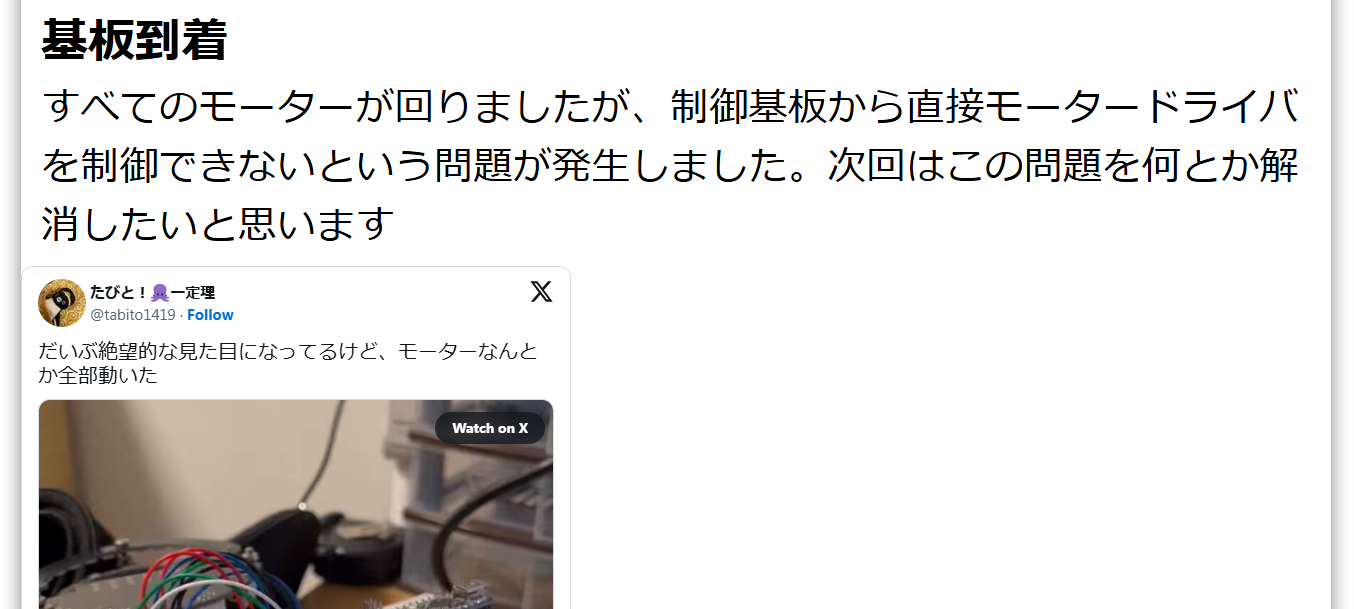 基板到着
すべてのモーターが回りましたが、制御基板から直接モータードライバ
を制御できないという問題が発生しました。次回はこの問題を何とか解
消したいと思います
たびと！🐙一定理
@tabito1419 · Follow
だいぶ絶望的な見た目になってるけど、モーターなんと
か全部動いた
Watch on X